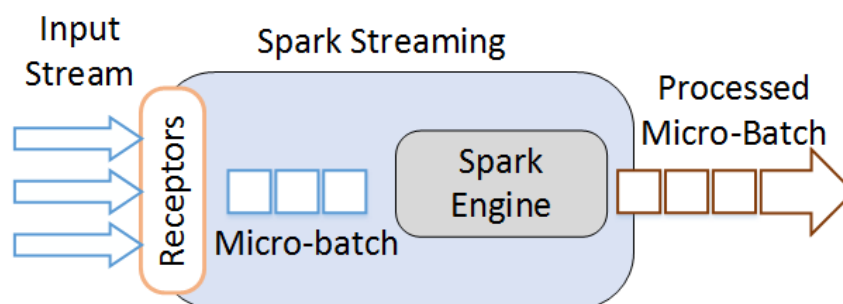 Input
Stream
Spark Streaming
Receptors
Micro-batch
Spark
Engine
Processed
Micro-Batch